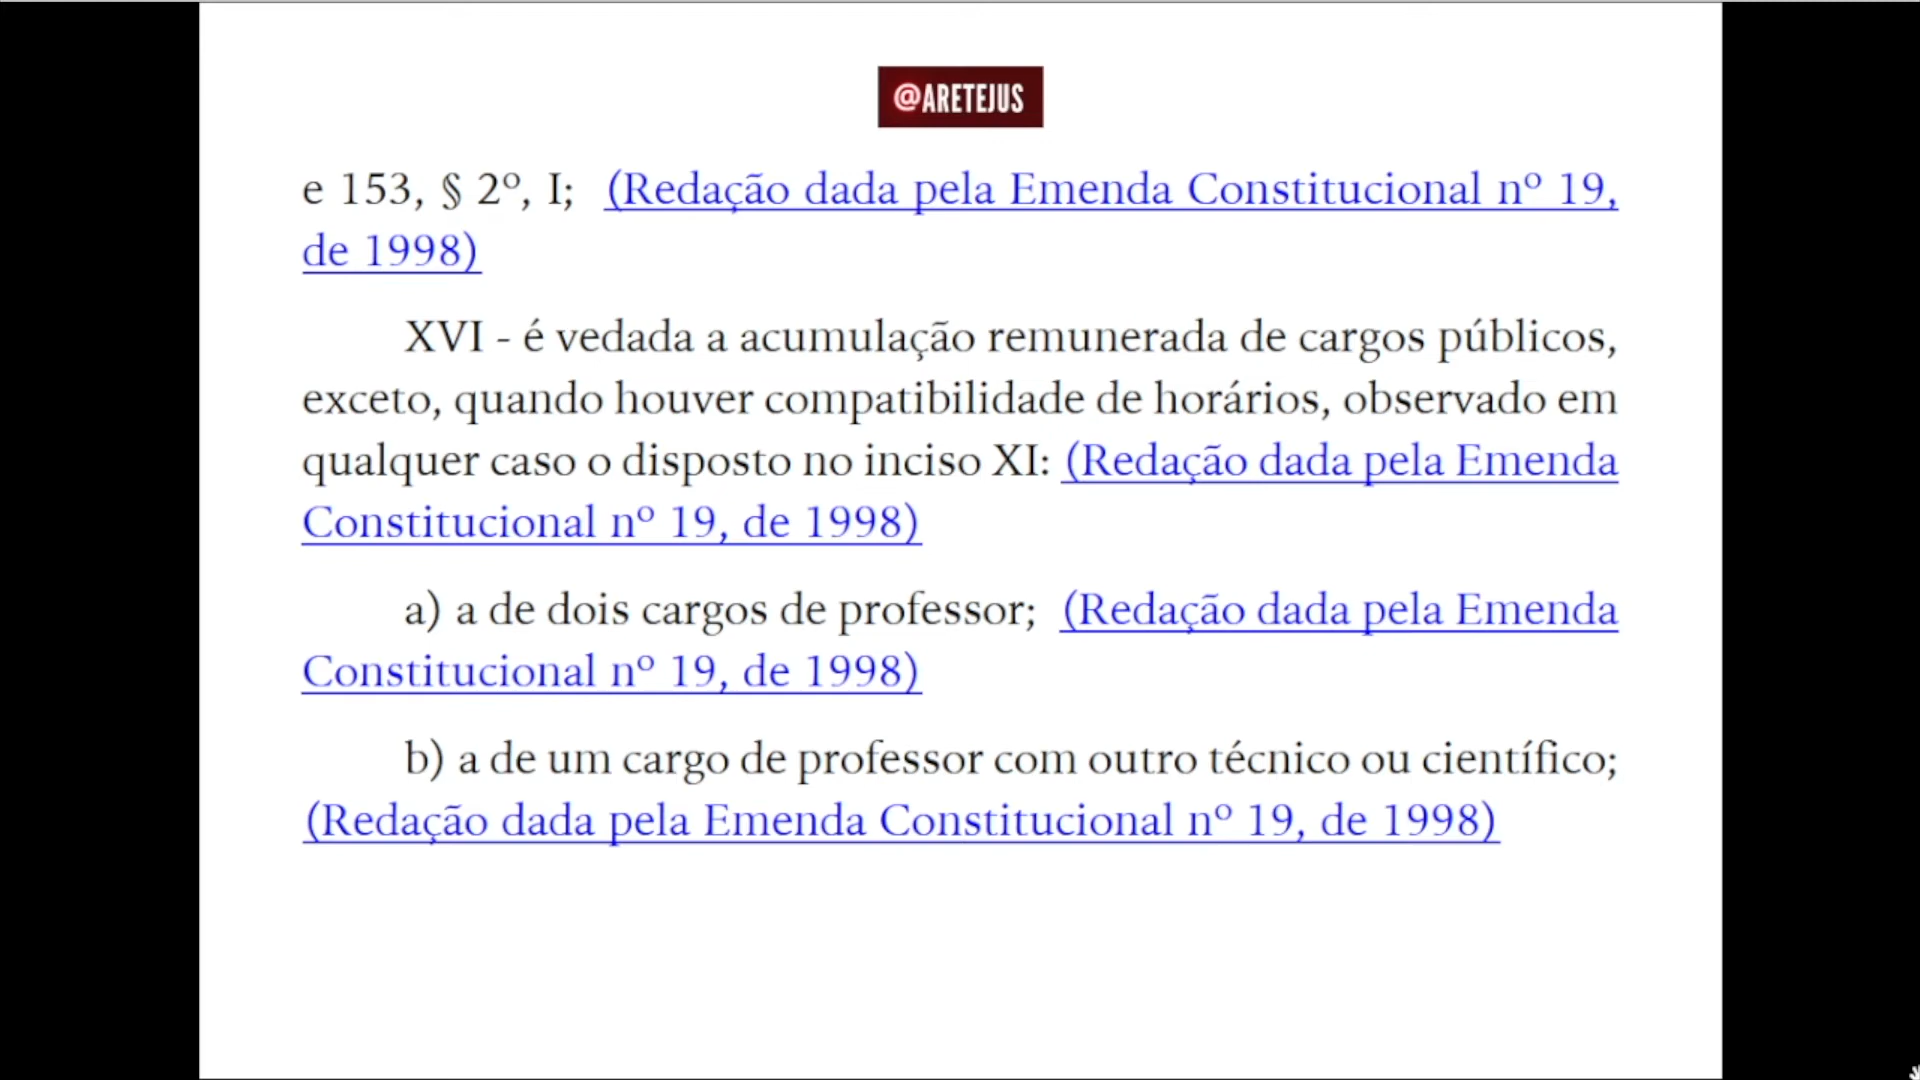 @ARETEJUS
e 153, § 2º, I; (Redação dada pela Emenda Constitucional nº 19,
de 1998)
XVI - é vedada a acumulação remunerada de cargos públicos,
exceto, quando houver compatibilidade de horários, observado em
qualquer caso o disposto no inciso XI: (Redação dada pela Emenda
Constitucional nº 19, de 1998)
a) a de dois cargos de professor; (Redação dada pela Emenda
Constitucional nº 19, de 1998)
b) a de um cargo de professor com outro técnico ou científico;
(Redação dada pela Emenda Constitucional nº 19, de 1998)